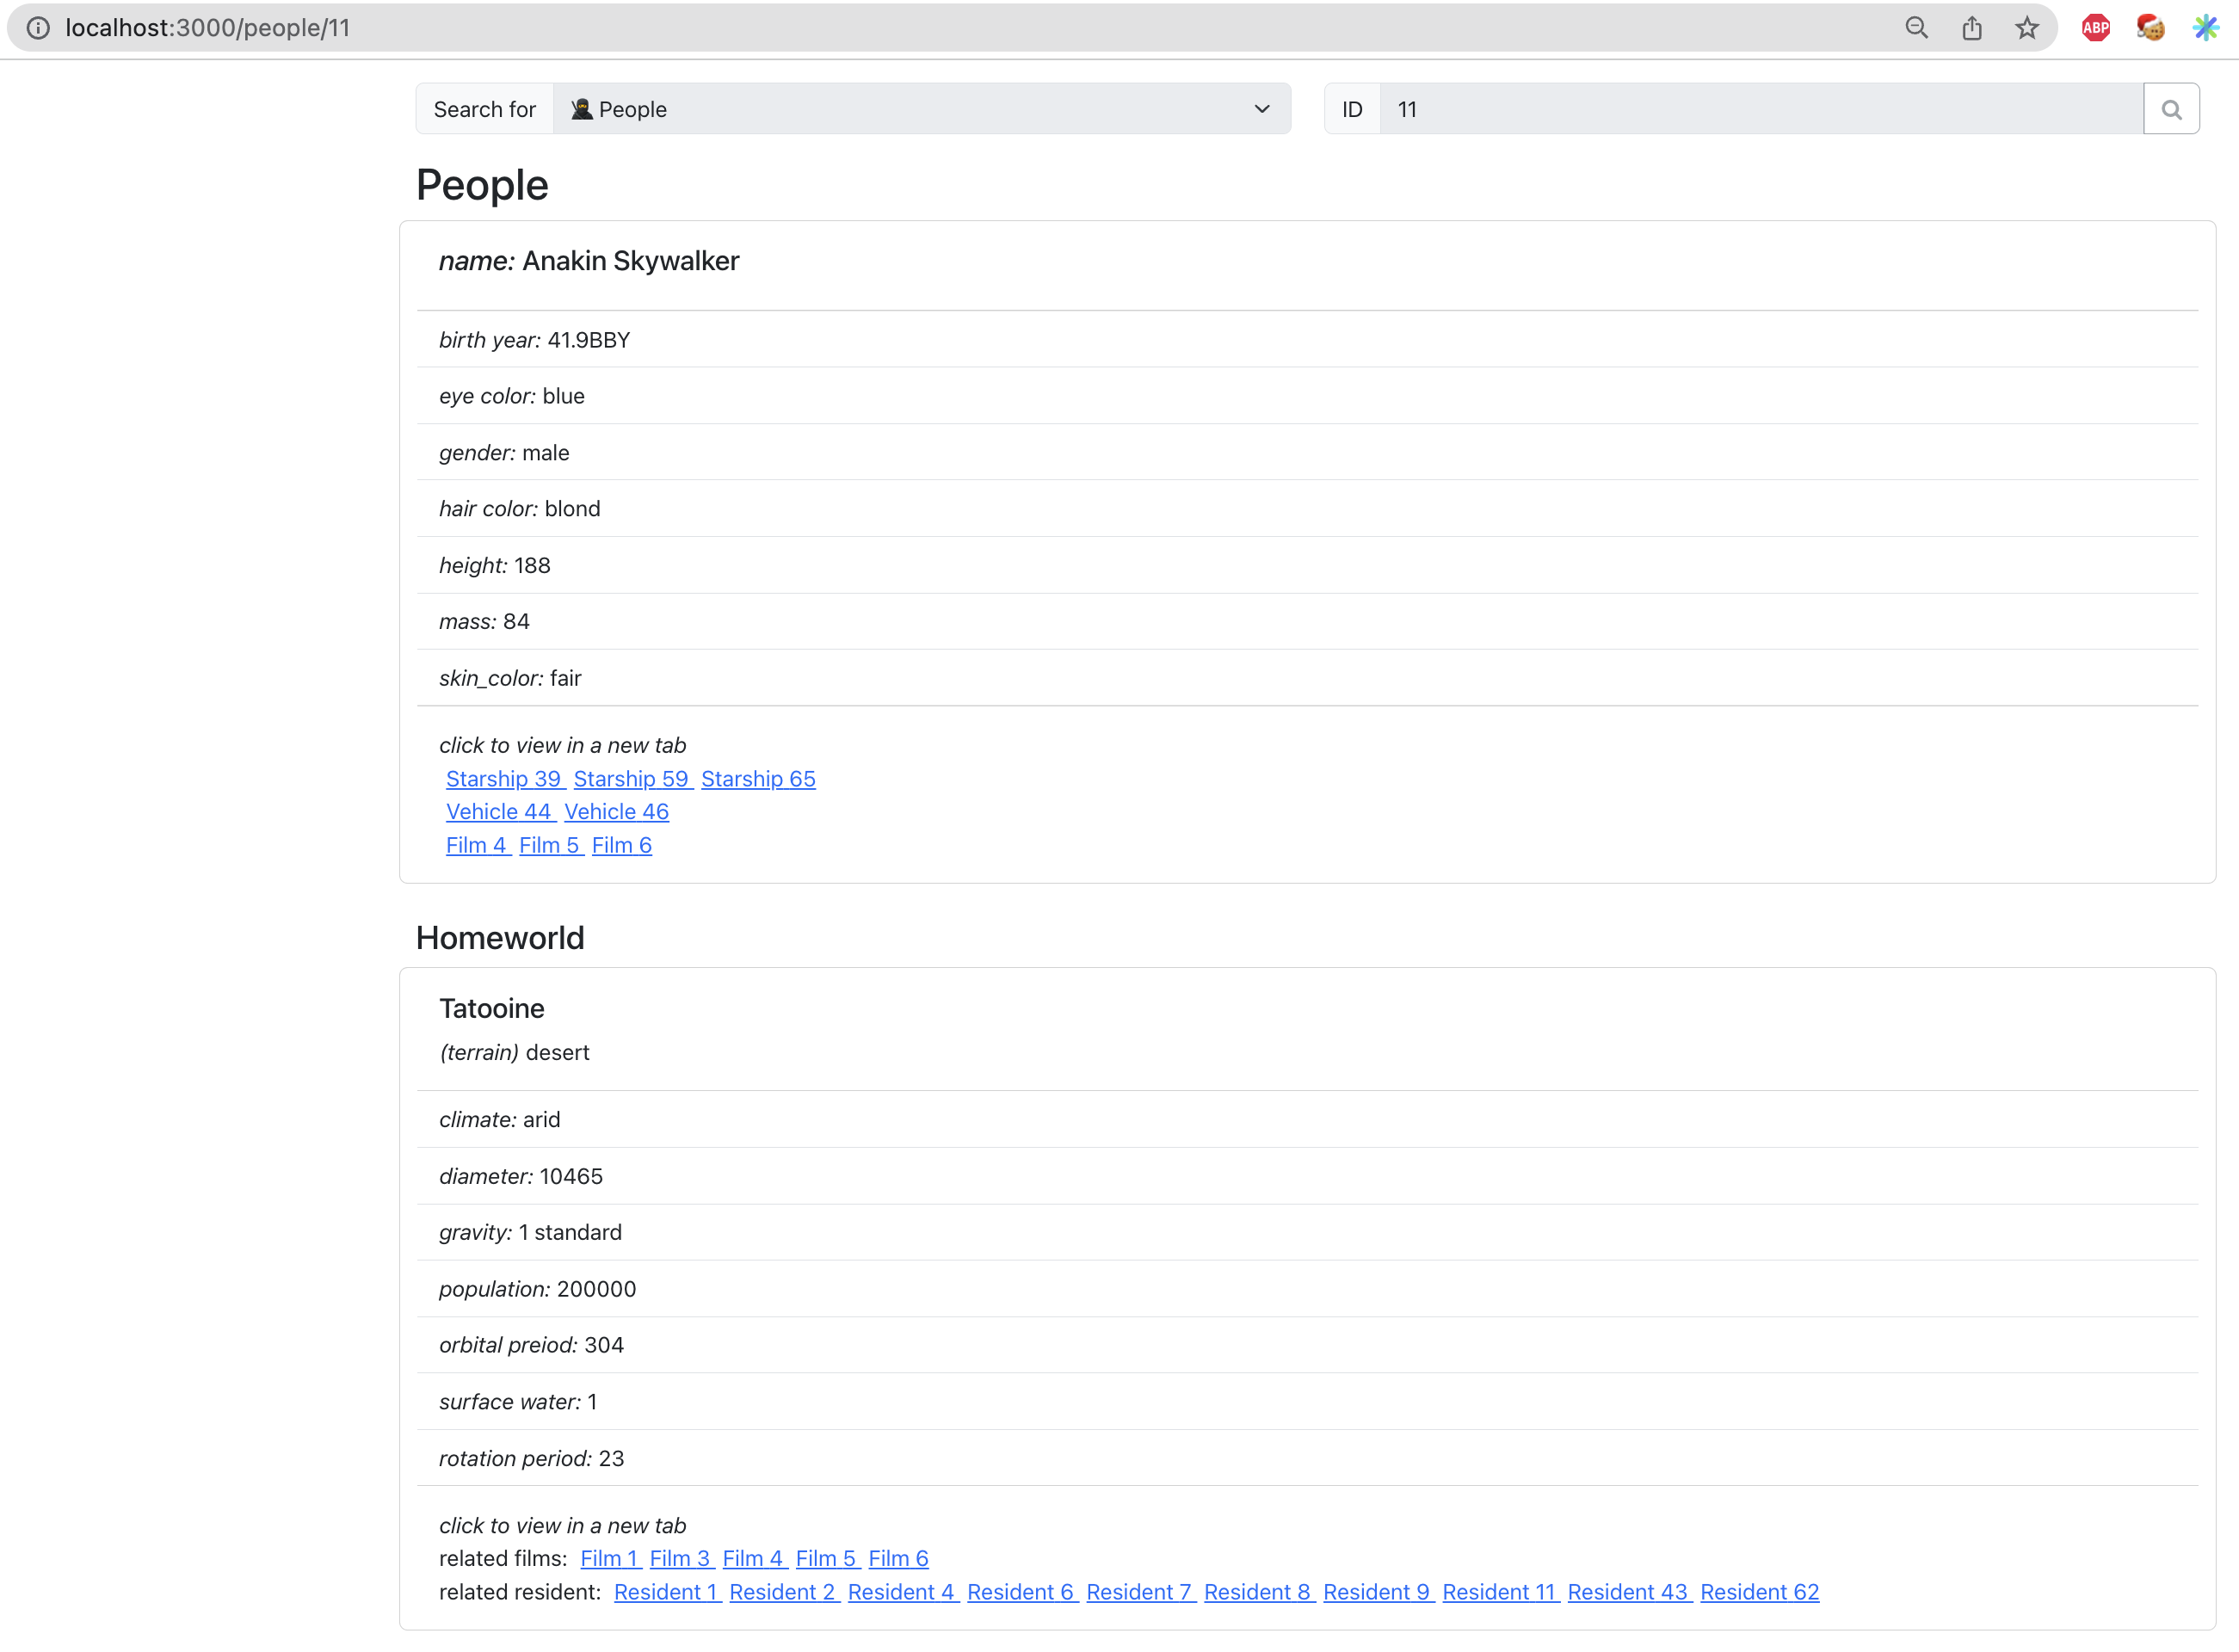 localhost:3000/people/11
ABP
Search for People ID 11
People
name: Anakin Skywalker
birth year: 41.9BBY
eye color: blue
gender: male
hair color: blond
height: 188
mass: 84
skin_color: fair
click to view in a new tab
Starship 39 Starship 59 Starship 65
Vehicle 44 Vehicle 46
Film 4 Film 5 Film 6
Homeworld
Tatooine
(terrain) desert
climate: arid
diameter: 10465
gravity: 1 standard
population: 200000
orbital preiod: 304
surface water: 1
rotation period: 23
click to view in a new tab
related films: Film 1 Film 3 Film 4 Film 5 Film 6
related resident: Resident 1 Resident 2 Resident 4 Resident 6 Resident 7 Resident 8 Resident 9 Resident 11 Resident 43 Resident 62